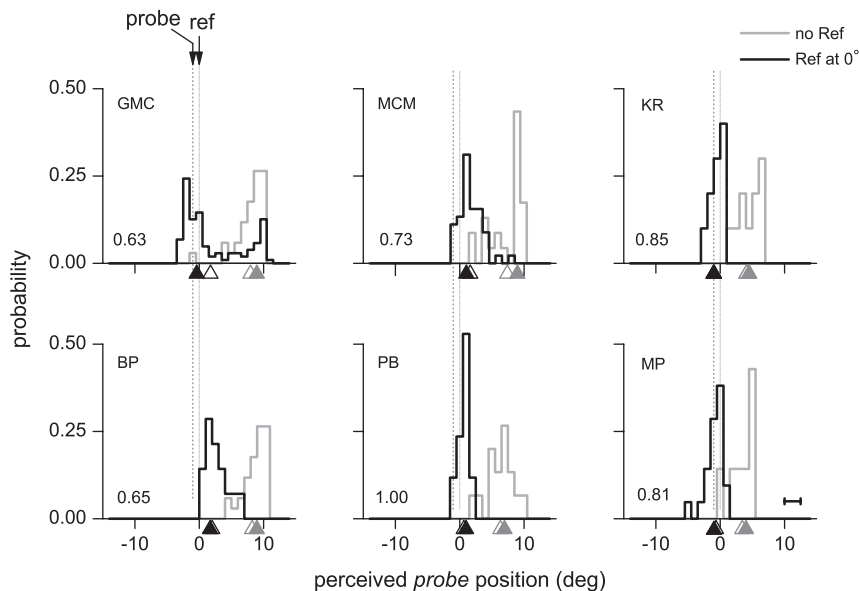 probe ref
no Ref
Ref at 0°
0.50
GMC
MCM
KR
0.25
0.63
0.73
0.85
0.00
probability
0.50
BP
PB
MP
0.25
0.65
1.00
0.81
0.00
-10 0 10
-10 0 10
-10 0 10
perceived probe position (deg)